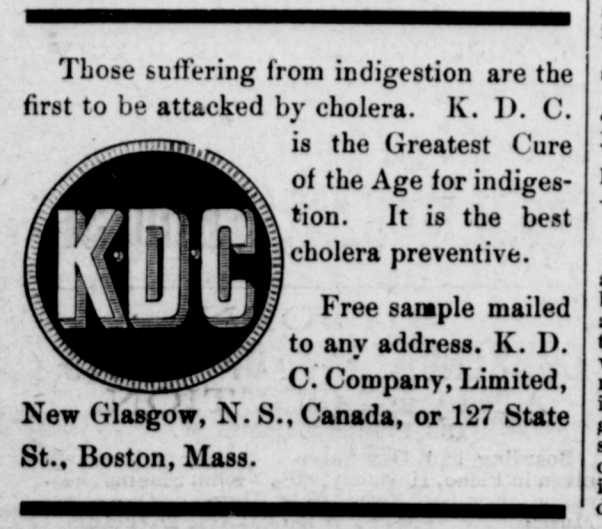 Those suffering from indigestion are the
first to be attacked by cholera. K. D. C.
is the Greatest Cure
of the Age for indiges-
tion. It is the best
cholera preventive.
K·D·C
Free sample mailed
to any address. K. D.
C. Company, Limited,
New Glasgow, N. S., Canada, or 127 State
St., Boston, Mass.